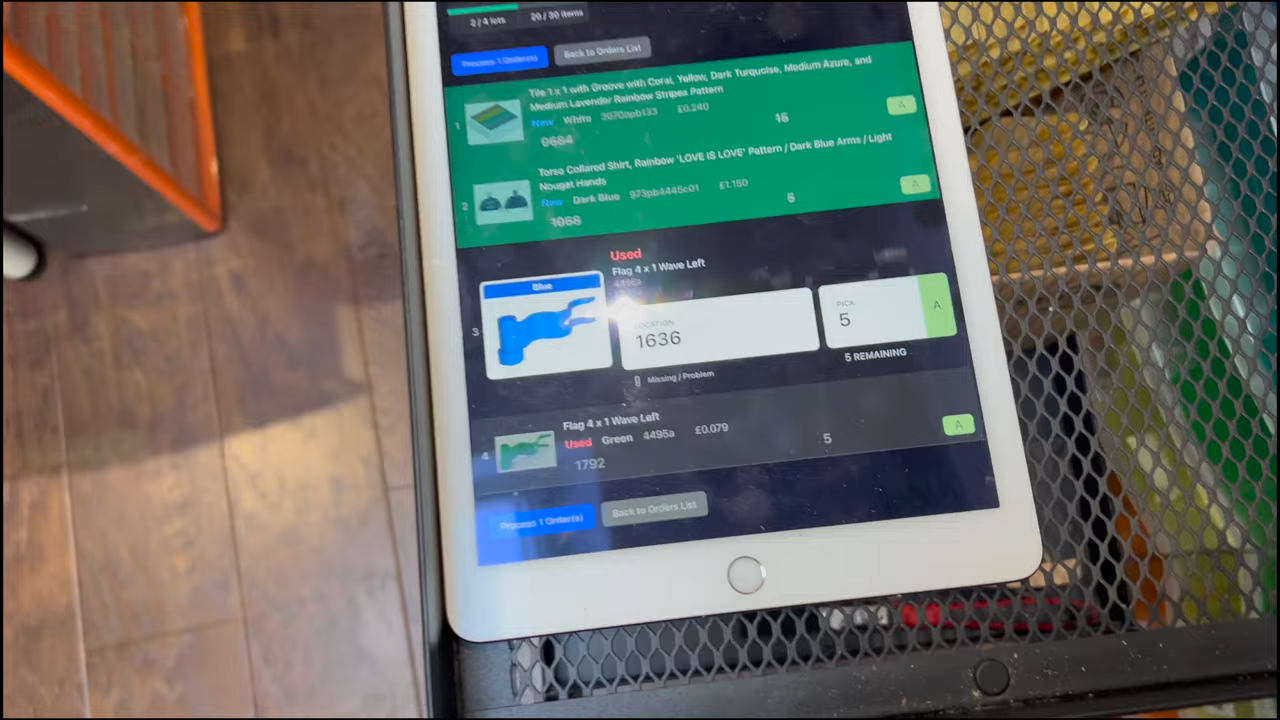 2 / 4 lots 20 / 30 items
Process 1 Order(s) Back to Orders List
Tile 1 x 1 with Groove with Coral, Yellow, Dark Turquoise, Medium Azure, and
Medium Lavender Rainbow Stripes Pattern
1 New White 3070bpb133 £0.240 15 A
0684
Torso Collared Shirt, Rainbow 'LOVE IS LOVE' Pattern / Dark Blue Arms / Light
Nougat Hands
2 New Dark Blue 973pb4445c01 £1.150 5 A
1068
Used
Flag 4 x 1 Wave Left
4495a
Blue
3
LOCATION
1636
PICK
5
A
5 REMAINING
Missing / Problem
Flag 4 x 1 Wave Left
4 Used Green 4495a £0.079 5 A
1792
Process 1 Order(s) Back to Orders List